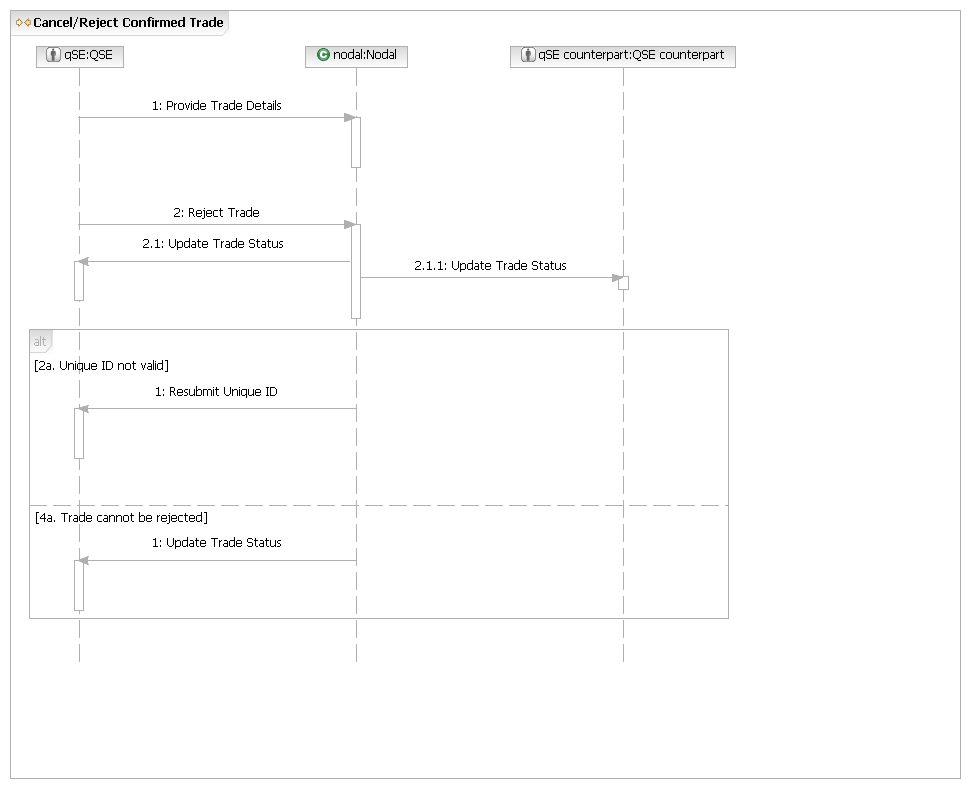 Cancel/Reject Confirmed Trade
qSE:QSE
nodal:Nodal
qSE counterpart:QSE counterpart
1: Provide Trade Details
2: Reject Trade
2.1: Update Trade Status
2.1.1: Update Trade Status
alt
[2a. Unique ID not valid]
1: Resubmit Unique ID
[4a. Trade cannot be rejected]
1: Update Trade Status